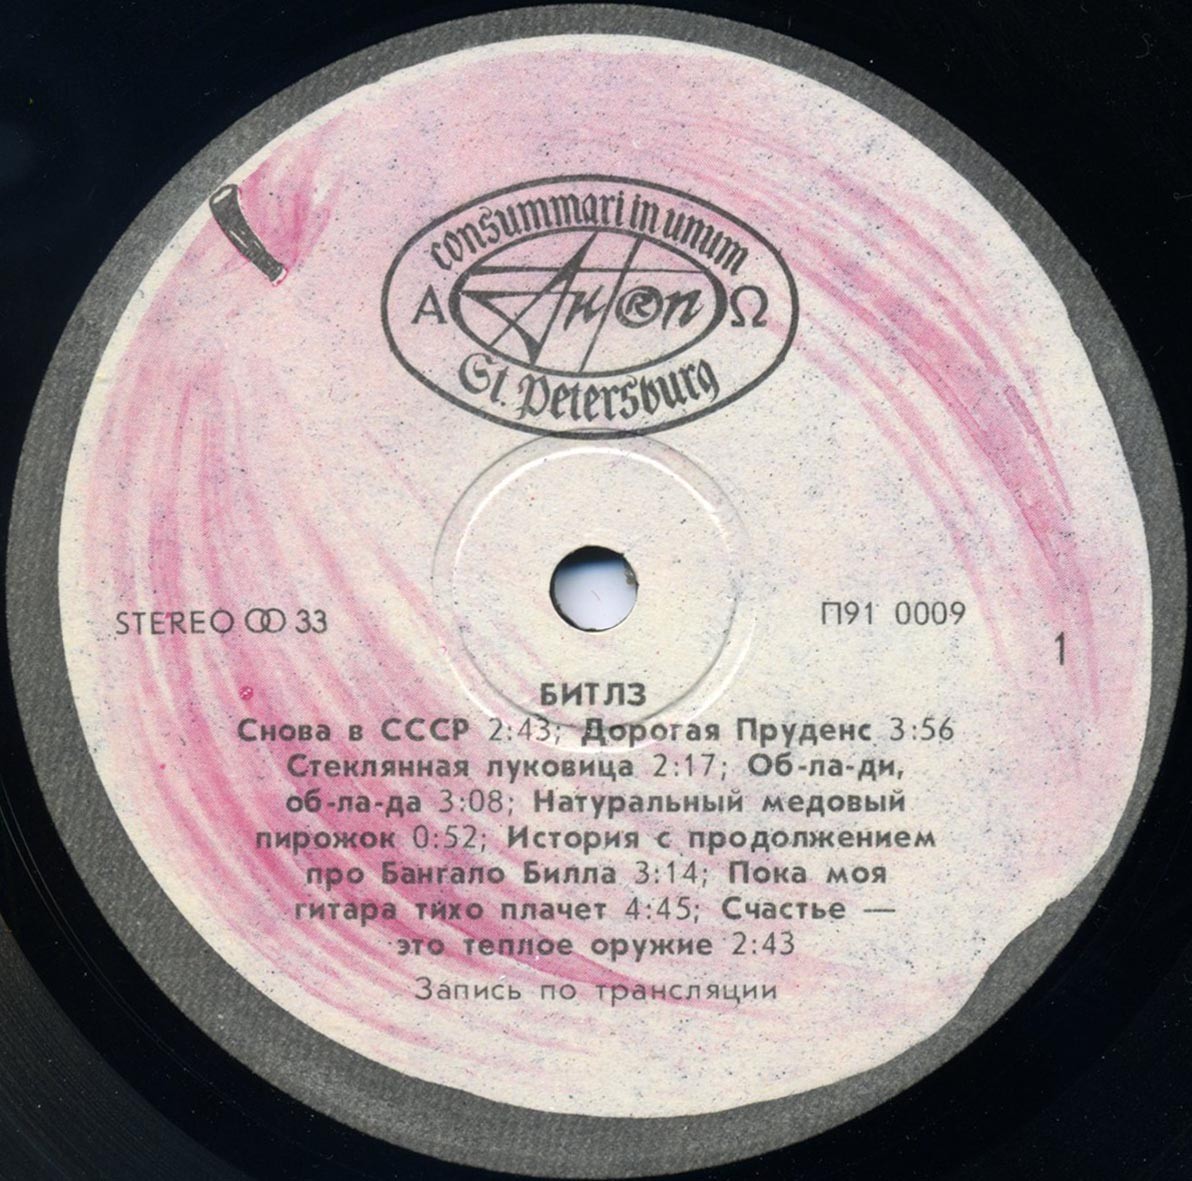 consummari in unum
A AnTRon Ω
St. Petersburg
STEREO 33
П91 0009
1
БИТЛЗ
Снова в СССР 2:43; Дорогая Пруденс 3:56
Стеклянная луковица 2:17; Об-ла-ди,
об-ла-да 3:08; Натуральный медовый
пирожок 0:52; История с продолжением
про Бангало Билла 3:14; Пока моя
гитара тихо плачет 4:45; Счастье —
это теплое оружие 2:43
Запись по трансляции